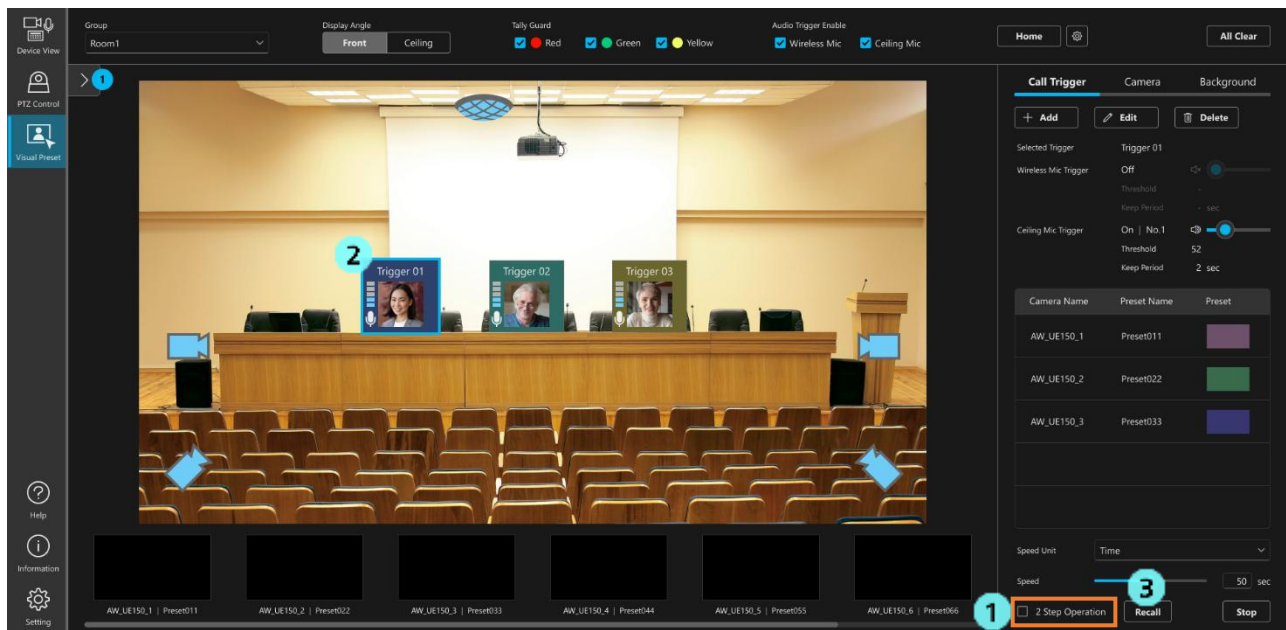 Device View
PTZ Control
Visual Preset
Help
Information
Setting
Group
Room1
Display Angle
Front
Ceiling
Tally Guard
Red
Green
Yellow
Audio Trigger Enable
Wireless Mic
Ceiling Mic
Home
All Clear
1
2
Trigger 01
Trigger 02
Trigger 03
AW_UE150_1 | Preset011
AW_UE150_2 | Preset022
AW_UE150_3 | Preset033
AW_UE150_4 | Preset044
AW_UE150_5 | Preset055
AW_UE150_6 | Preset066
Call Trigger
Camera
Background
+ Add
Edit
Delete
Selected Trigger
Trigger 01
Wireless Mic Trigger
Off
Threshold
-
Keep Period
- sec
Ceiling Mic Trigger
On | No.1
Threshold
52
Keep Period
2 sec
Camera Name
Preset Name
Preset
AW_UE150_1
Preset011
AW_UE150_2
Preset022
AW_UE150_3
Preset033
Speed Unit
Time
Speed
50 sec
3
1
2 Step Operation
Recall
Stop